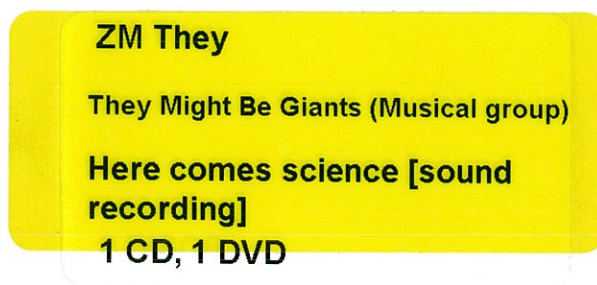 ZM They
They Might Be Giants (Musical group)
Here comes science [sound
recording]
1 CD, 1 DVD